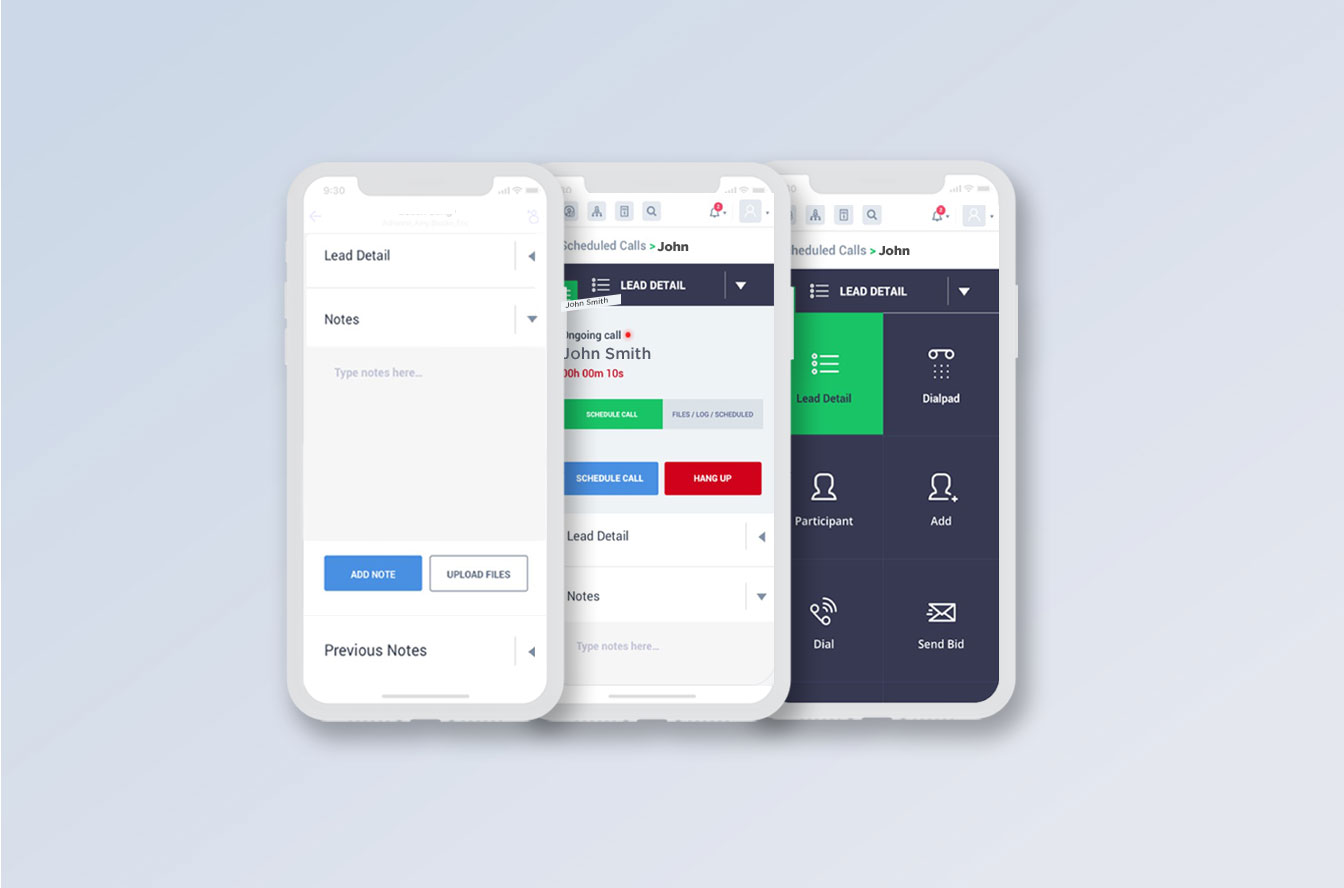 9:30
Lead Detail
Notes
Type notes here...
ADD NOTE
UPLOAD FILES
Previous Notes
Scheduled Calls > John
LEAD DETAIL
John Smith
Ongoing call
John Smith
00h 00m 10s
SCHEDULE CALL
FILES / LOG / SCHEDULED
SCHEDULE CALL
HANG UP
Lead Detail
Notes
Type notes here...
heduled Calls > John
LEAD DETAIL
Lead Detail
Dialpad
Participant
Add
Dial
Send Bid